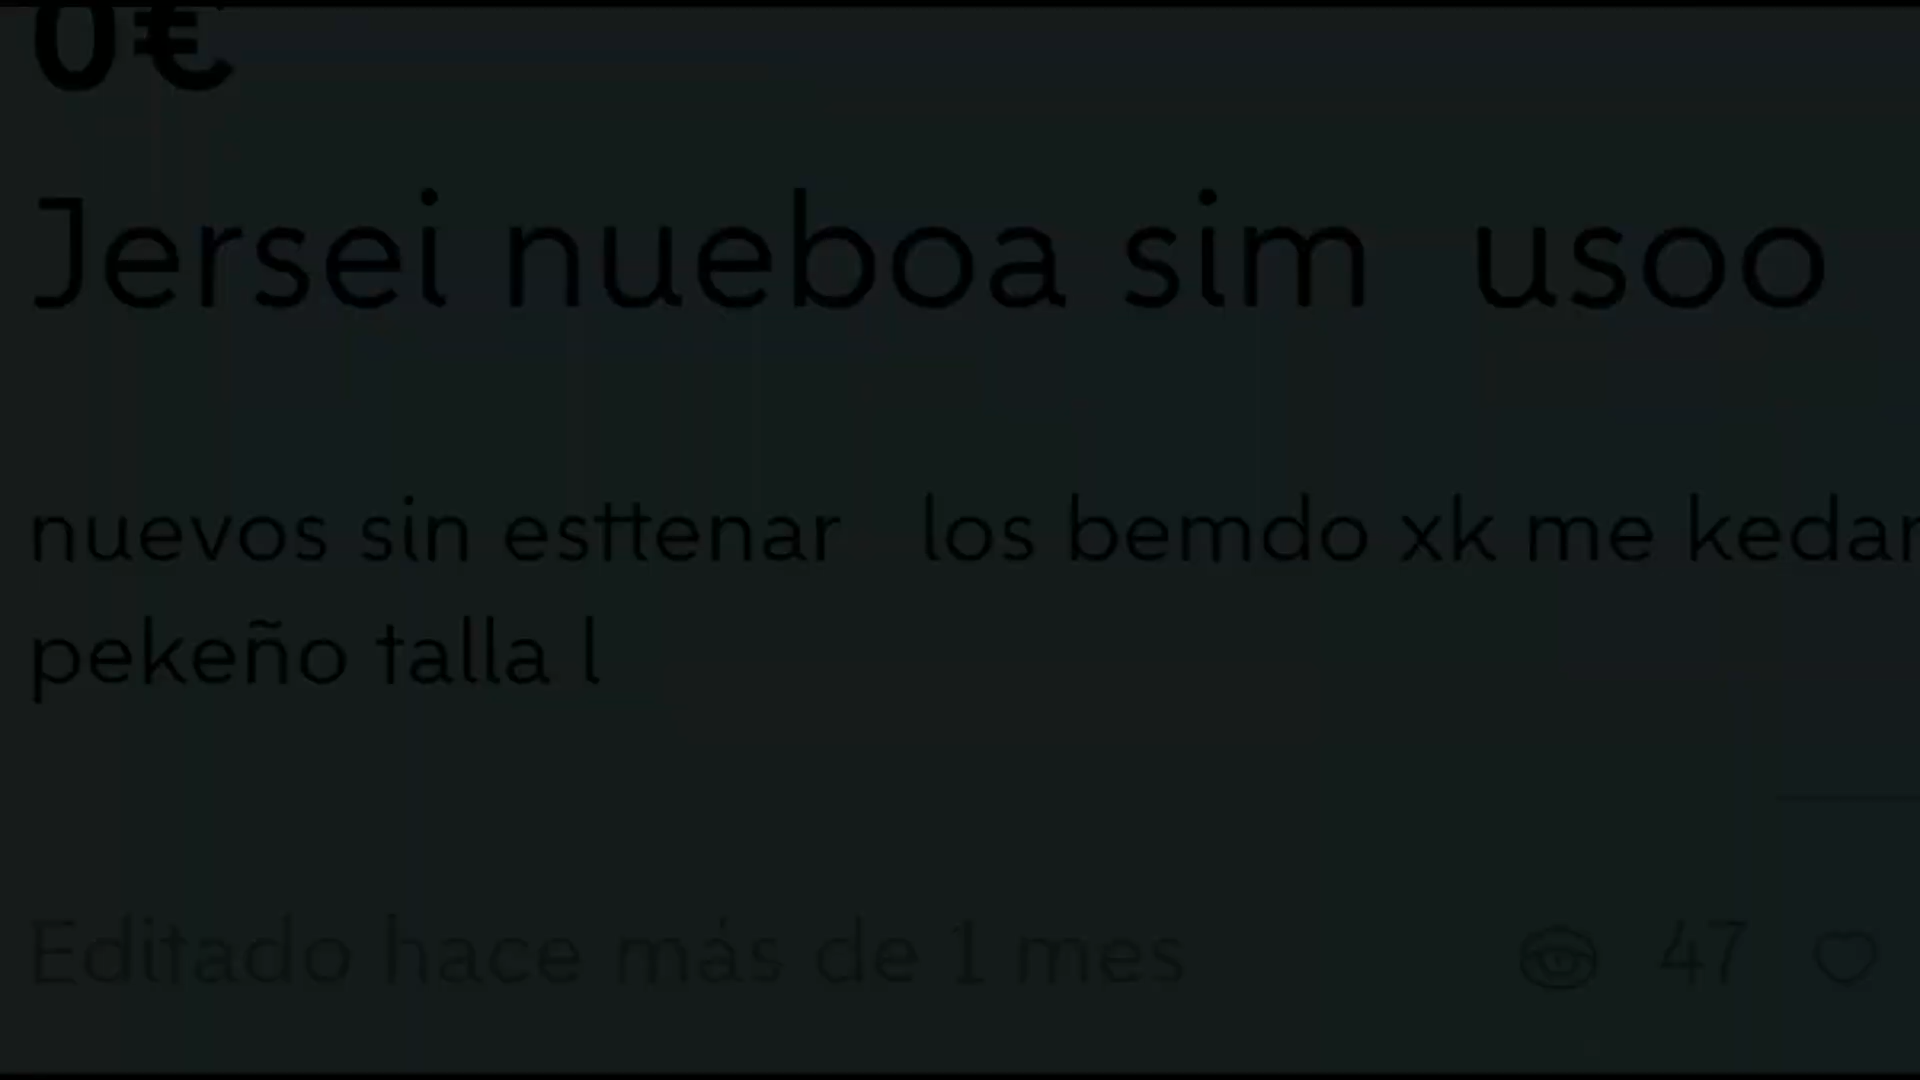 0€
Jersei nueboa sim  usoo
nuevos sin esttenar   los bemdo xk me kedan
pekeño talla l
Editado hace más de 1 mes
47